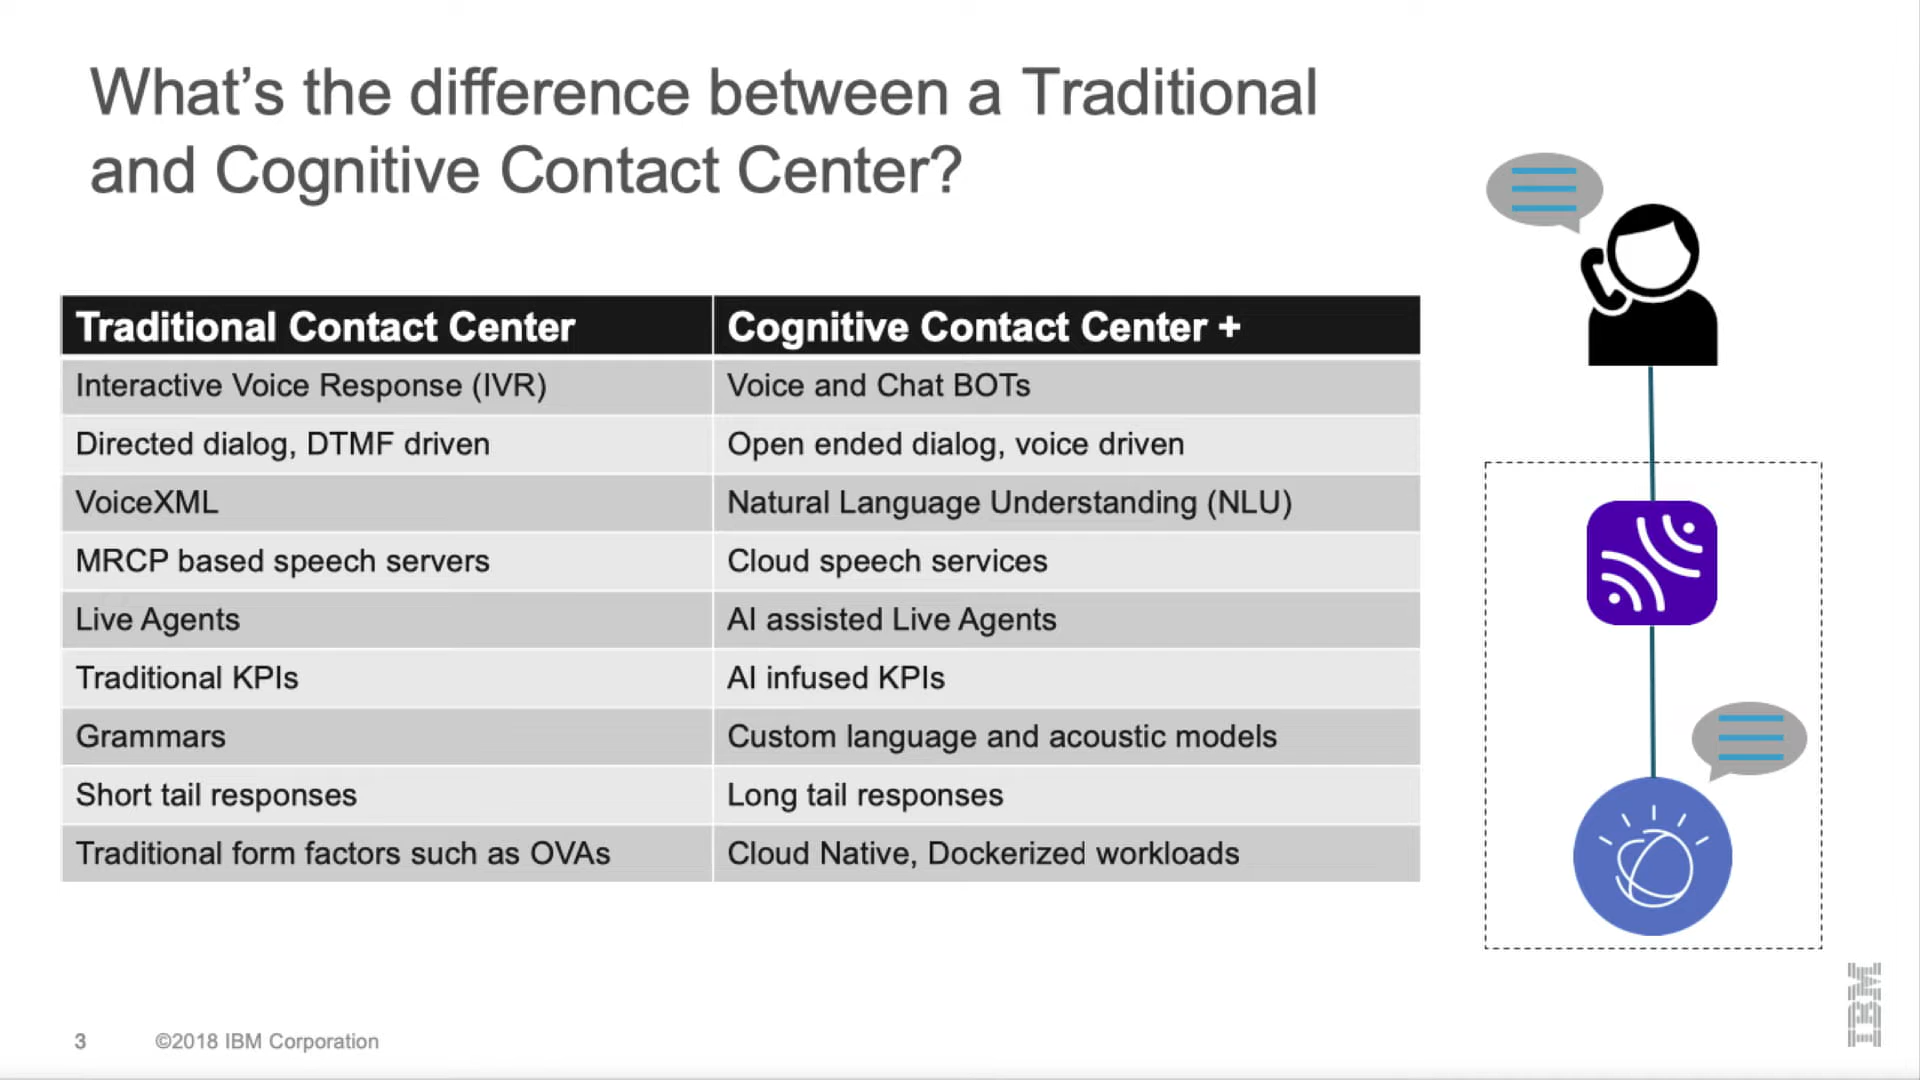 What’s the difference between a Traditional
and Cognitive Contact Center?
Traditional Contact Center
Cognitive Contact Center +
Interactive Voice Response (IVR)
Voice and Chat BOTs
Directed dialog, DTMF driven
Open ended dialog, voice driven
VoiceXML
Natural Language Understanding (NLU)
MRCP based speech servers
Cloud speech services
Live Agents
AI assisted Live Agents
Traditional KPIs
AI infused KPIs
Grammars
Custom language and acoustic models
Short tail responses
Long tail responses
Traditional form factors such as OVAs
Cloud Native, Dockerized workloads
3
©2018 IBM Corporation
IBM